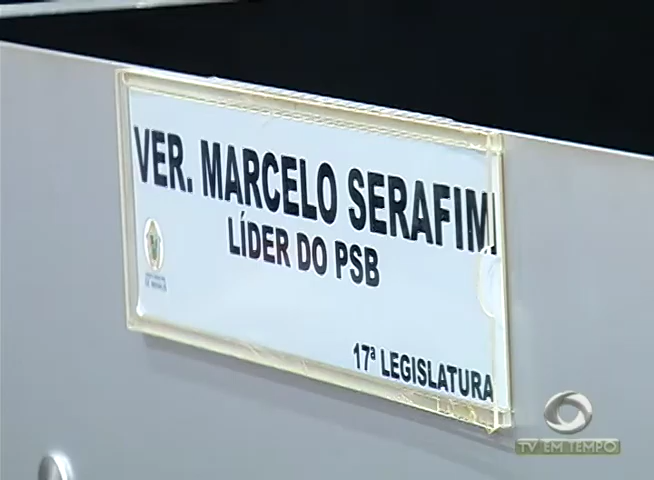 VER. MARCELO SERAFIM
LÍDER DO PSB
17ª LEGISLATURA
TV EM TEMPO